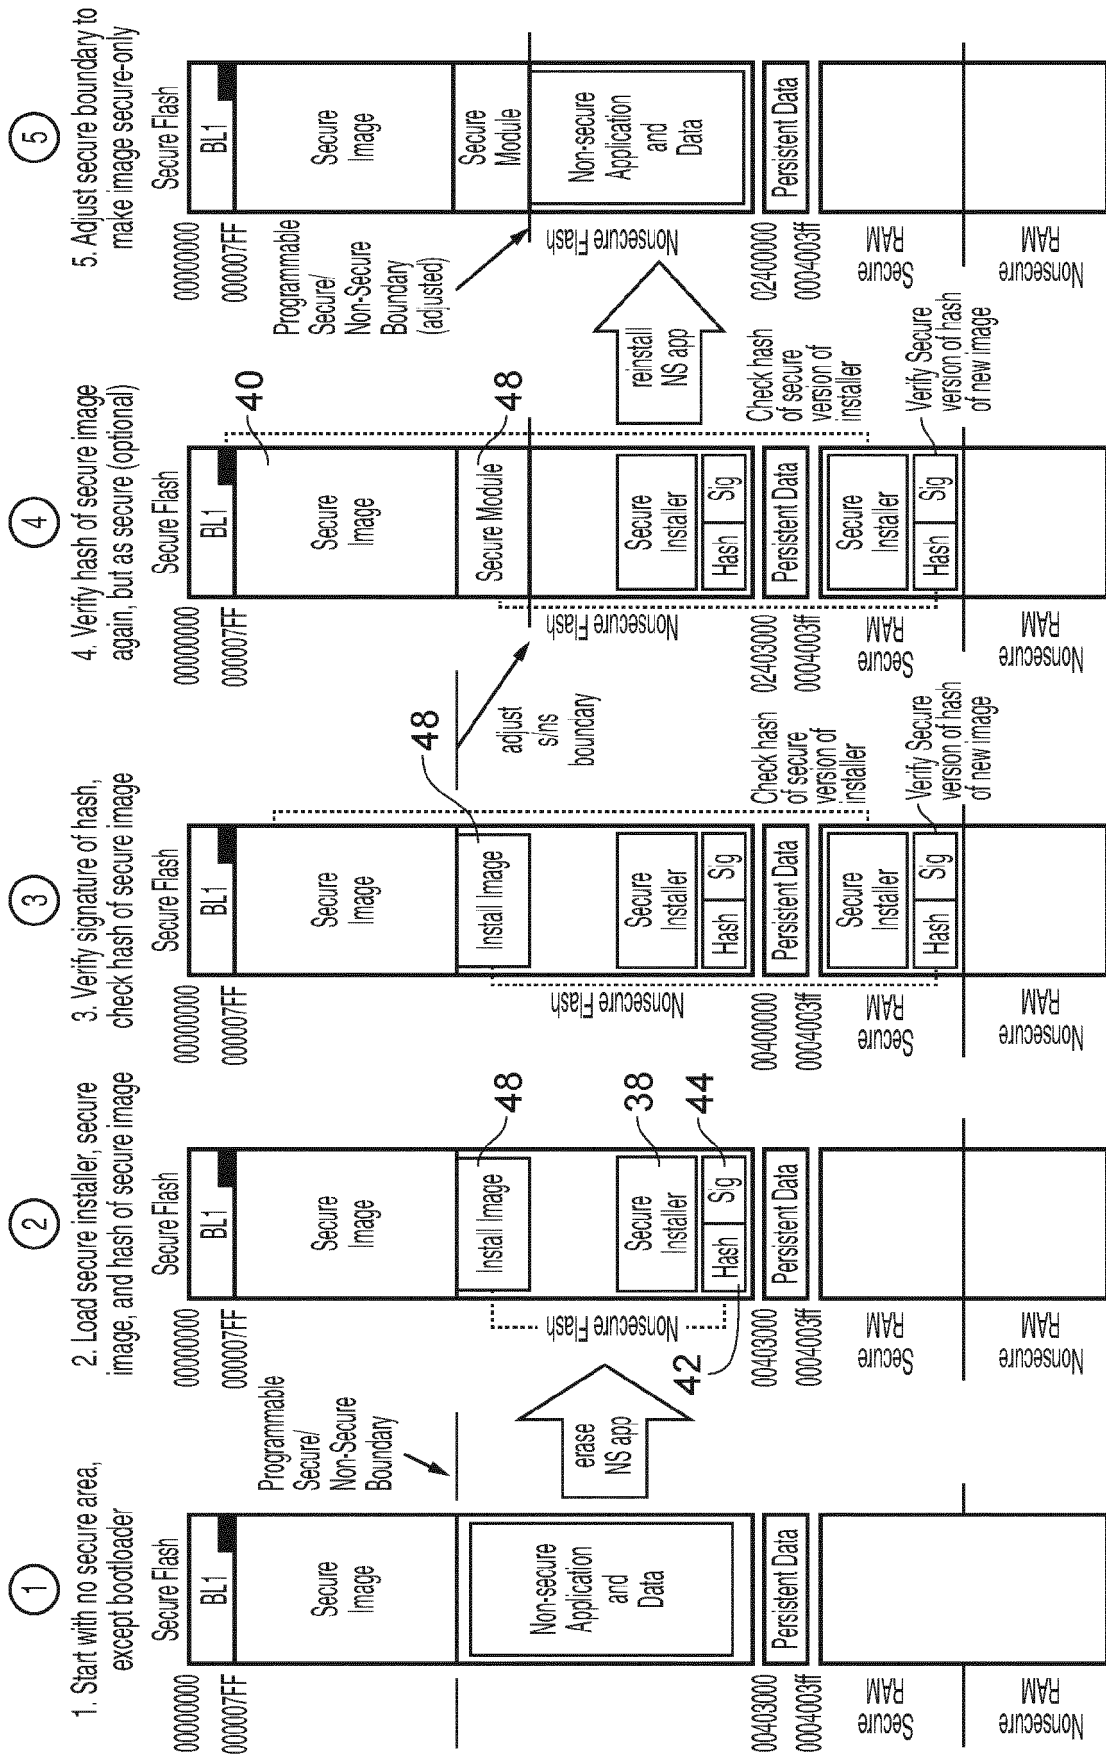 1
1. Start with no secure area,
except bootloader
Secure Flash
00000000
000007FF
BL1
Secure
Image
Non-secure
Application
and
Data
00403000
0004003ff
Persistent Data
Secure
RAM
Nonsecure
RAM
Programmable
Secure/
Non-Secure
Boundary
erase
NS app
2
2. Load secure installer, secure
image, and hash of secure image
Secure Flash
00000000
000007FF
BL1
Secure
Image
Install Image
48
Nonsecure Flash
Secure
Installer
38
Hash
Sig
42
44
00403000
0004003ff
Persistent Data
Secure
RAM
Nonsecure
RAM
3
3. Verify signature of hash,
check hash of secure image
Secure Flash
00000000
000007FF
BL1
Secure
Image
Install Image
48
Nonsecure Flash
Secure
Installer
Hash
Sig
00400000
0004003ff
Persistent Data
Secure
RAM
Secure
Installer
Hash
Sig
Nonsecure
RAM
Check hash
of secure
version of
installer
Verify Secure
version of hash
of new image
adjust
s/ns
boundary
4
4. Verify hash of secure image
again, but as secure (optional)
Secure Flash
00000000
000007FF
BL1
40
Secure
Image
Secure Module
48
Nonsecure Flash
Secure
Installer
Hash
Sig
02403000
0004003ff
Persistent Data
Secure
RAM
Secure
Installer
Hash
Sig
Nonsecure
RAM
Check hash
of secure
version of
installer
Verify Secure
version of hash
of new image
reinstall
NS app
5
5. Adjust secure boundary to
make image secure-only
Secure Flash
00000000
000007FF
BL1
Programmable
Secure/
Non-Secure
Boundary
(adjusted)
Secure
Image
Secure
Module
Nonsecure Flash
Non-secure
Application
and
Data
02400000
0004003ff
Persistent Data
Secure
RAM
Nonsecure
RAM